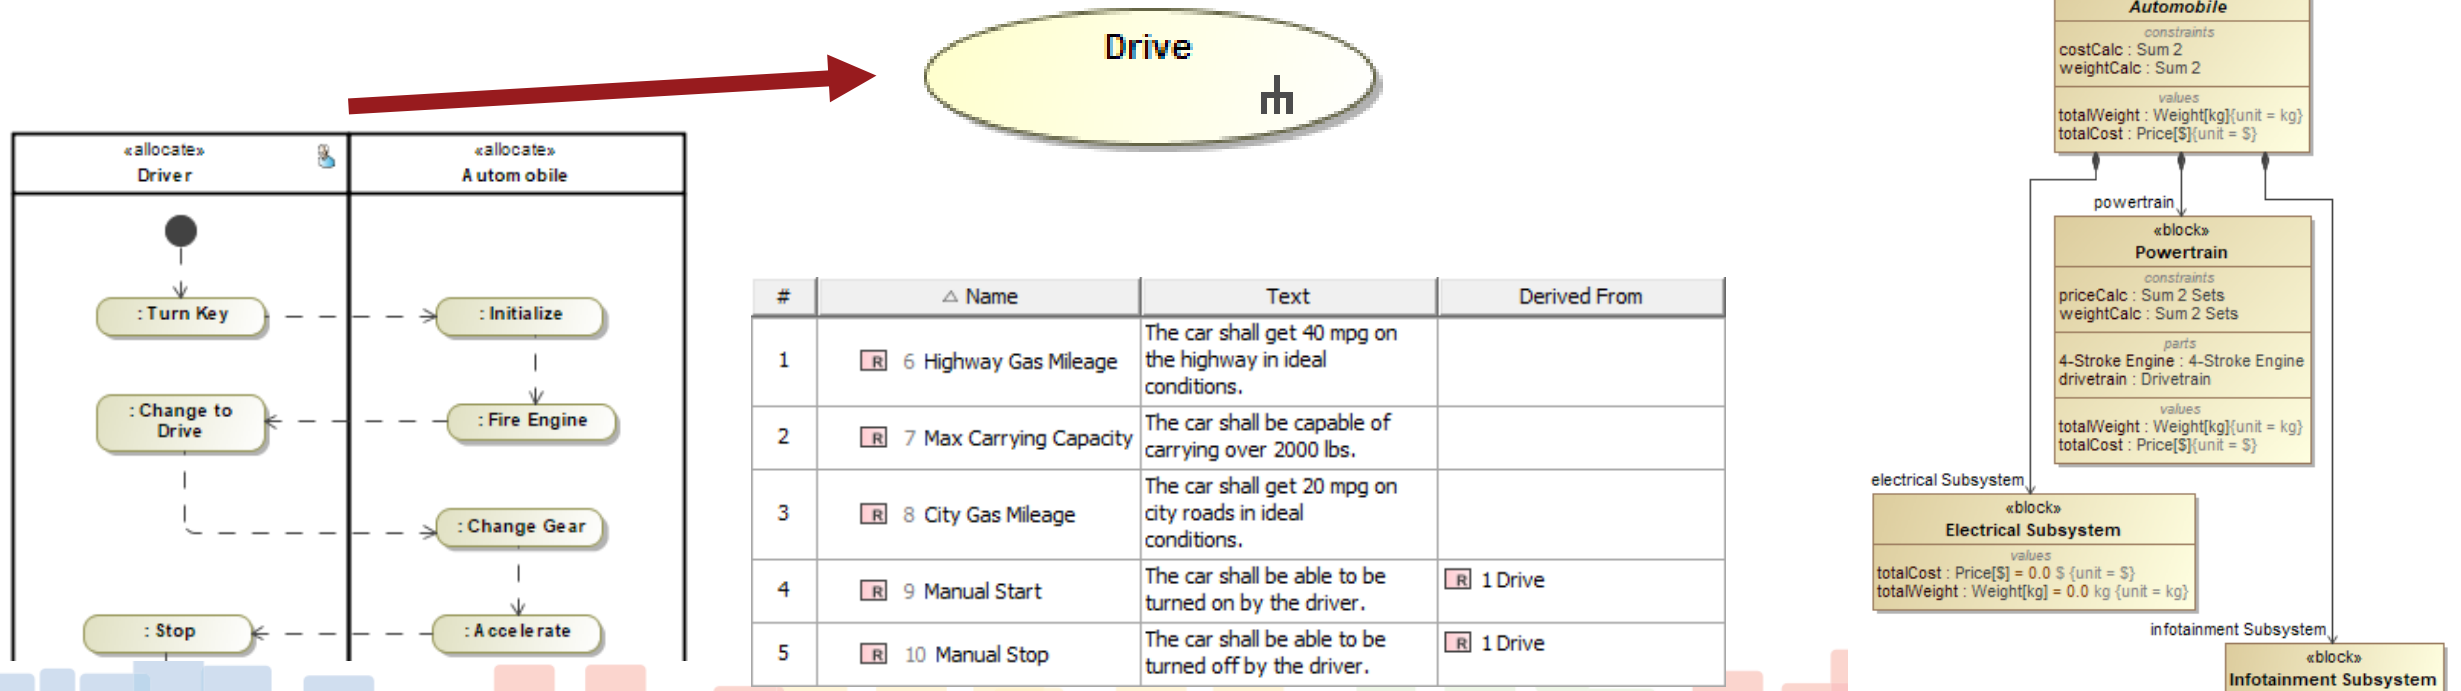 Drive
«allocate»
Driver
«allocate»
Automobile
: Turn Key
: Initialize
: Change to
Drive
: Fire Engine
: Change Gear
: Stop
: Accelerate
# △ Name Text Derived From
1 R 6 Highway Gas Mileage
The car shall get 40 mpg on
the highway in ideal
conditions.
2 R 7 Max Carrying Capacity
The car shall be capable of
carrying over 2000 lbs.
3 R 8 City Gas Mileage
The car shall get 20 mpg on
city roads in ideal
conditions.
4 R 9 Manual Start
The car shall be able to be
turned on by the driver.
R 1 Drive
5 R 10 Manual Stop
The car shall be able to be
turned off by the driver.
R 1 Drive
Automobile
constraints
costCalc : Sum 2
weightCalc : Sum 2
values
totalWeight : Weight[kg]{unit = kg}
totalCost : Price[$]{unit = $}
powertrain
«block»
Powertrain
constraints
priceCalc : Sum 2 Sets
weightCalc : Sum 2 Sets
parts
4-Stroke Engine : 4-Stroke Engine
drivetrain : Drivetrain
values
totalWeight : Weight[kg]{unit = kg}
totalCost : Price[$]{unit = $}
electrical Subsystem
«block»
Electrical Subsystem
values
totalCost : Price[$] = 0.0 $ {unit = $}
totalWeight : Weight[kg] = 0.0 kg {unit = kg}
infotainment Subsystem
«block»
Infotainment Subsystem